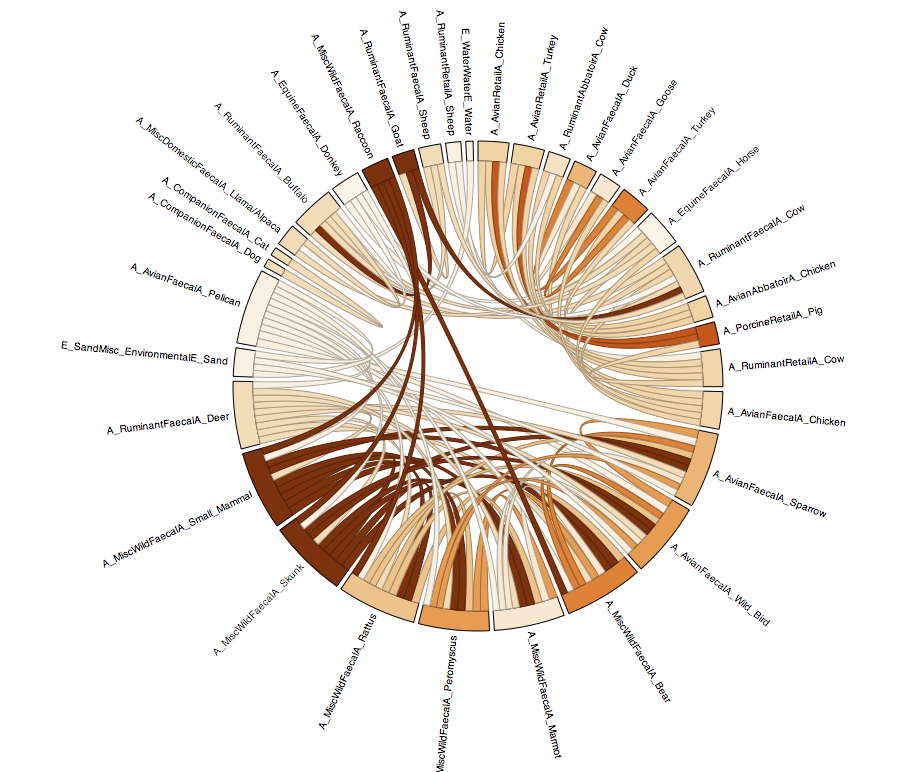 A_AvianRetailA_Chicken
A_AvianRetailA_Turkey
A_RuminantAbbatoirA_Cow
A_AvianFaecalA_Duck
A_AvianFaecalA_Goose
A_AvianFaecalA_Turkey
A_EquineFaecalA_Horse
A_RuminantFaecalA_Cow
A_AvianAbbatoirA_Chicken
A_PorcineRetailA_Pig
A_RuminantRetailA_Cow
A_AvianFaecalA_Chicken
A_AvianFaecalA_Sparrow
A_AvianFaecalA_Wild_Bird
A_MiscWildFaecalA_Bear
A_MiscWildFaecalA_Marmot
MiscWildFaecalA_Peromyscus
A_MiscWildFaecalA_Rattus
A_MiscWildFaecalA_Skunk
A_MiscWildFaecalA_Small_Mammal
A_RuminantFaecalA_Deer
E_SandMisc_EnvironmentalE_Sand
A_AvianFaecalA_Pelican
A_CompanionFaecalA_Dog
A_CompanionFaecalA_Cat
A_MiscDomesticFaecalA_Llama/Alpaca
A_RuminantFaecalA_Buffalo
A_EquineFaecalA_Donkey
A_MiscWildFaecalA_Raccoon
A_RuminantFaecalA_Goat
A_RuminantFaecalA_Sheep
A_RuminantRetailA_Sheep
E_WaterWaterE_Water